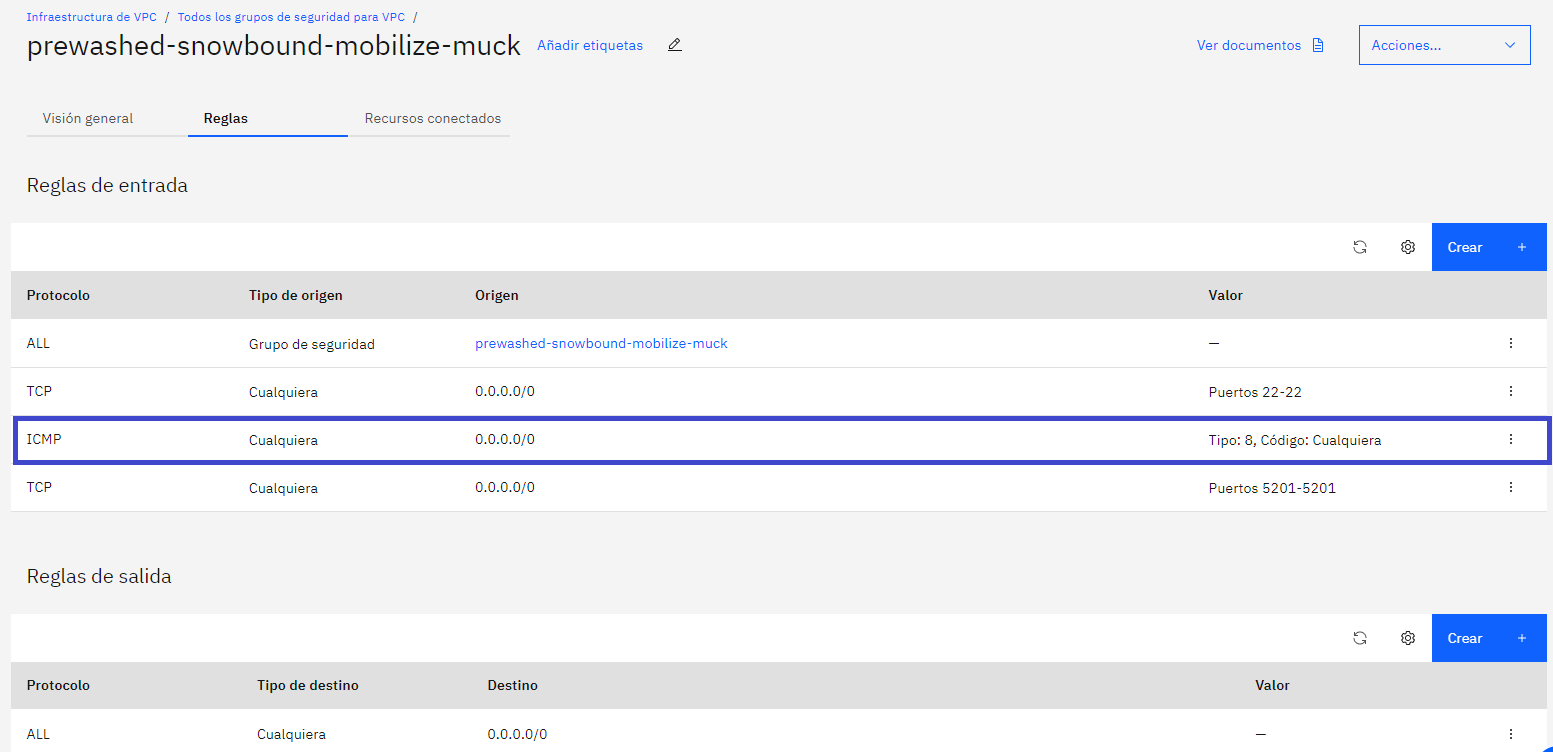 Infraestructura de VPC / Todos los grupos de seguridad para VPC /
prewashed-snowbound-mobilize-muck Añadir etiquetas Ver documentos Acciones...
Visión general Reglas Recursos conectados
Reglas de entrada
Crear +
Protocolo Tipo de origen Origen Valor
ALL Grupo de seguridad prewashed-snowbound-mobilize-muck —
TCP Cualquiera 0.0.0.0/0 Puertos 22-22
ICMP Cualquiera 0.0.0.0/0 Tipo: 8, Código: Cualquiera
TCP Cualquiera 0.0.0.0/0 Puertos 5201-5201
Reglas de salida
Crear +
Protocolo Tipo de destino Destino Valor
ALL Cualquiera 0.0.0.0/0 —